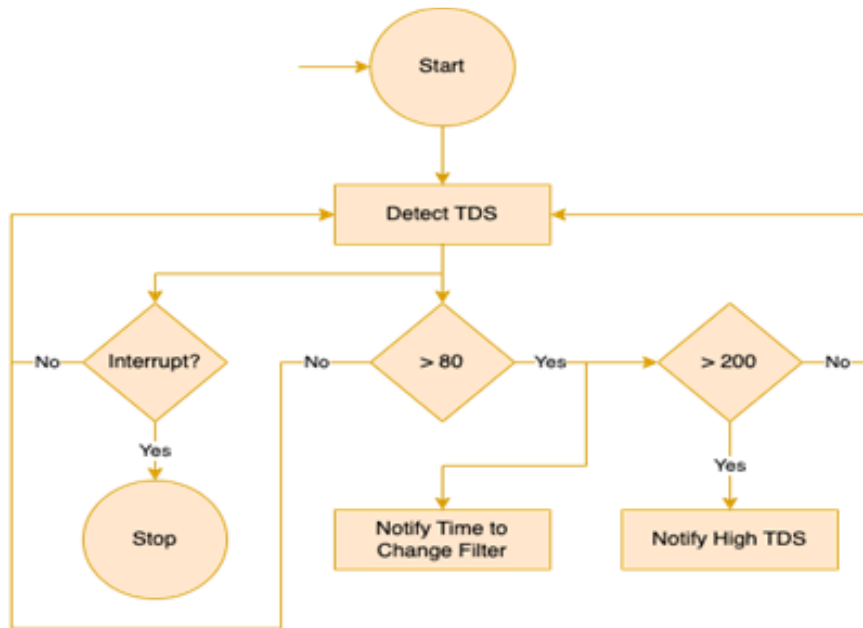 Start
Detect TDS
No
Interrupt?
No
> 80
Yes
> 200
No
Yes
Yes
Stop
Notify Time to
Change Filter
Notify High TDS